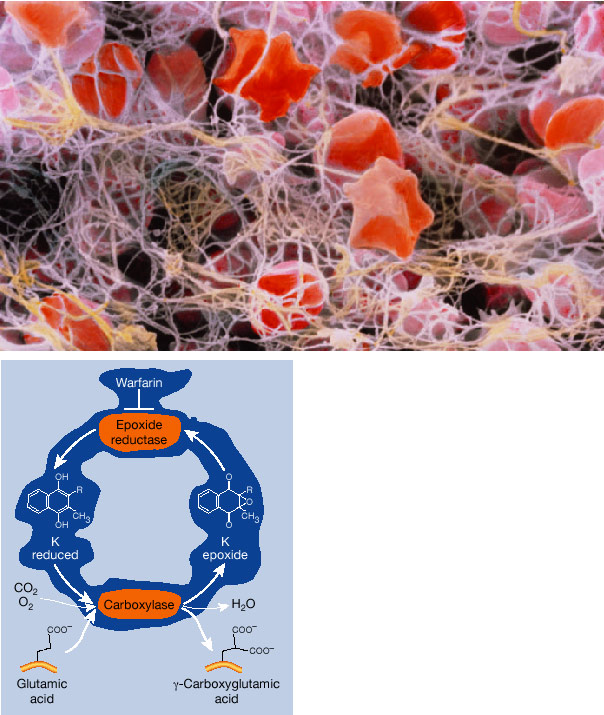 Warfarin
Epoxide
reductase
OH
R
CH₃
OH
O
R
O
CH₃
O
K
reduced
K
epoxide
CO₂
O₂
Carboxylase
H₂O
COO⁻
COO⁻
COO⁻
Glutamic
acid
γ-Carboxyglutamic
acid